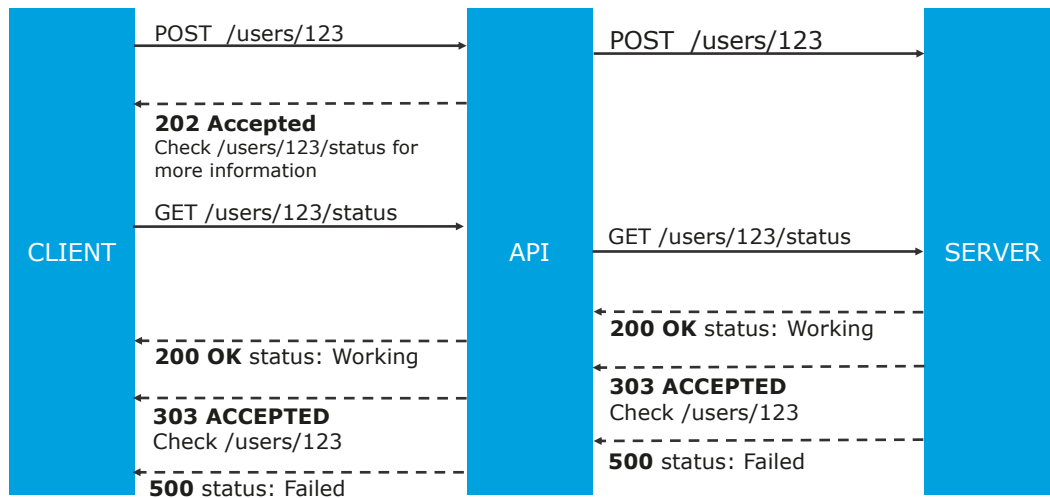 POST /users/123
POST /users/123
202 Accepted
Check /users/123/status for
more information
GET /users/123/status
GET /users/123/status
CLIENT
API
SERVER
200 OK status: Working
200 OK status: Working
303 ACCEPTED
Check /users/123
303 ACCEPTED
Check /users/123
500 status: Failed
500 status: Failed